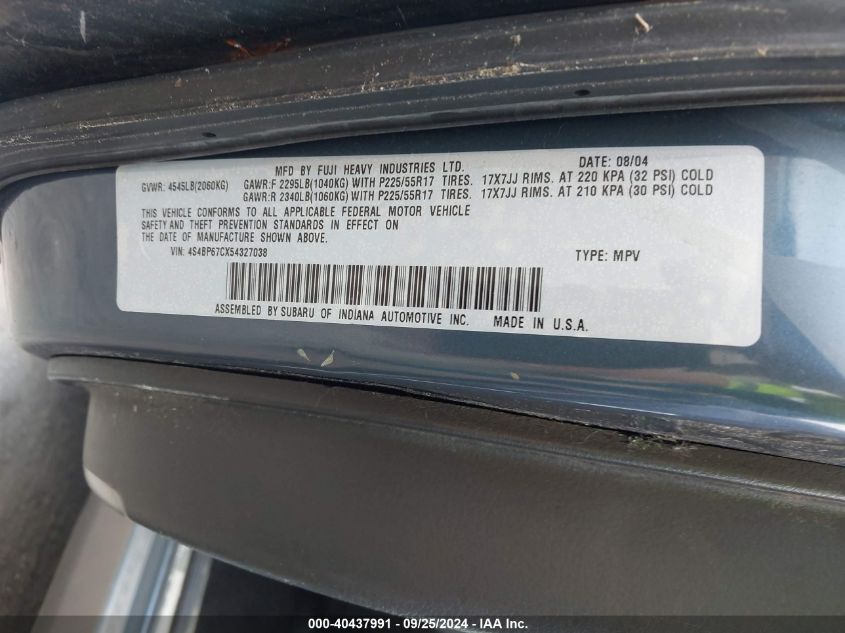 MFD BY FUJI HEAVY INDUSTRIES LTD. DATE: 08/04
GVWR: 4545LB(2060KG) GAWR:F 2295LB(1040KG) WITH P225/55R17 TIRES. 17X7JJ RIMS. AT 220 KPA (32 PSI) COLD
GAWR:R 2340LB(1060KG) WITH P225/55R17 TIRES. 17X7JJ RIMS. AT 210 KPA (30 PSI) COLD
THIS VEHICLE CONFORMS TO ALL APPLICABLE FEDERAL MOTOR VEHICLE
SAFETY AND THEFT PREVENTION STANDARDS IN EFFECT ON
THE DATE OF MANUFACTURE SHOWN ABOVE.
VIN: 4S4BP67CX54327038 TYPE: MPV
ASSEMBLED BY SUBARU OF INDIANA AUTOMOTIVE INC. MADE IN U.S.A.
000-40437991 - 09/25/2024 - IAA Inc.